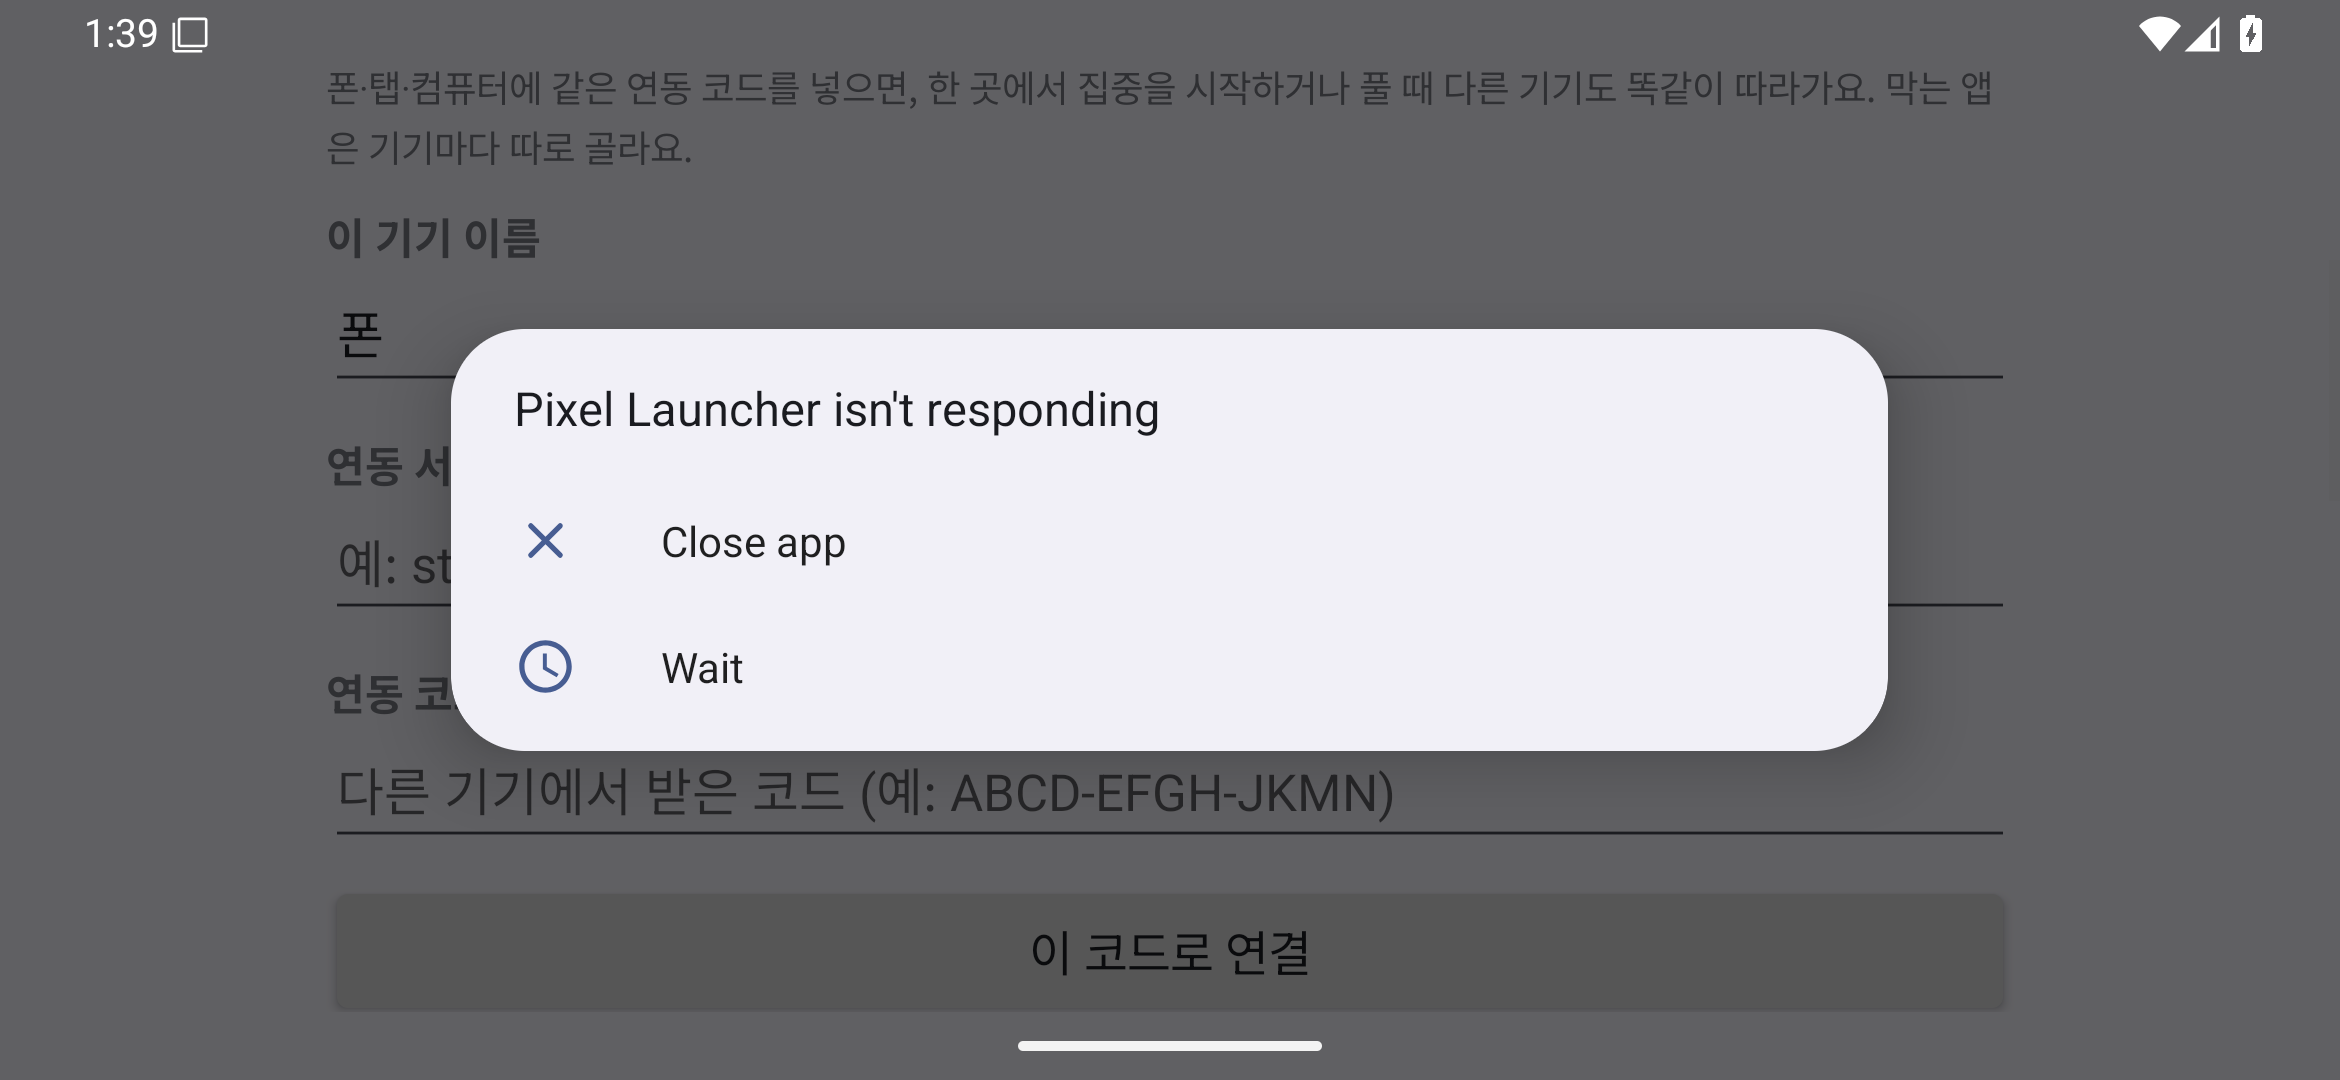 1:39
폰·탭·컴퓨터에 같은 연동 코드를 넣으면, 한 곳에서 집중을 시작하거나 풀 때 다른 기기도 똑같이 따라가요. 막는 앱
은 기기마다 따로 골라요.
이 기기 이름
폰
Pixel Launcher isn't responding
연동 서
Close app
예: st
Wait
연동 코
다른 기기에서 받은 코드 (예: ABCD-EFGH-JKMN)
이 코드로 연결